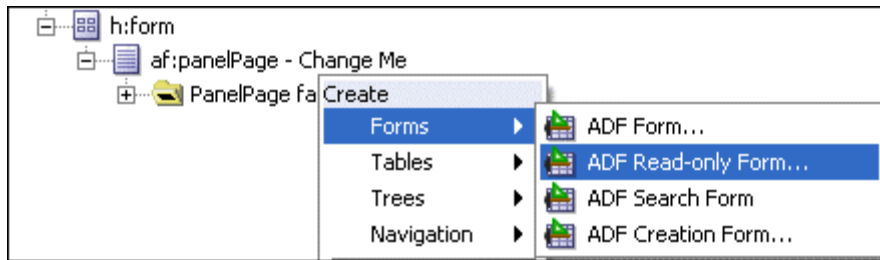 h:form
af:panelPage - Change Me
PanelPage fa
Create
Forms
Tables
Trees
Navigation
ADF Form...
ADF Read-only Form...
ADF Search Form
ADF Creation Form...